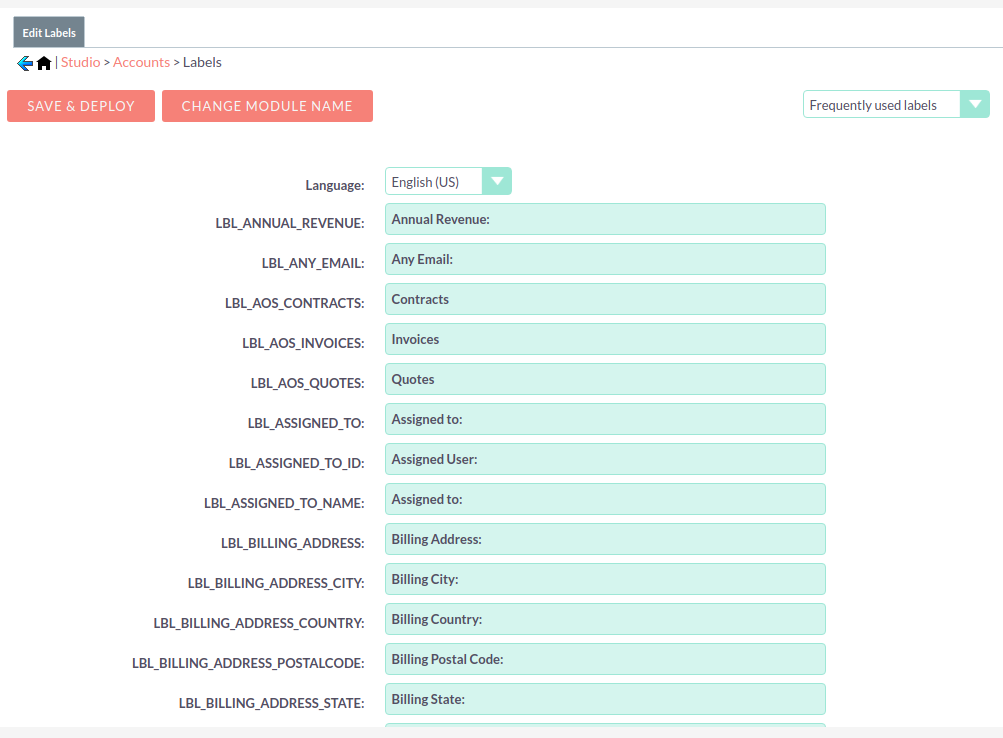 Edit Labels
| Studio > Accounts > Labels
SAVE & DEPLOY CHANGE MODULE NAME Frequently used labels
Language: English (US)
LBL_ANNUAL_REVENUE: Annual Revenue:
LBL_ANY_EMAIL: Any Email:
LBL_AOS_CONTRACTS: Contracts
LBL_AOS_INVOICES: Invoices
LBL_AOS_QUOTES: Quotes
LBL_ASSIGNED_TO: Assigned to:
LBL_ASSIGNED_TO_ID: Assigned User:
LBL_ASSIGNED_TO_NAME: Assigned to:
LBL_BILLING_ADDRESS: Billing Address:
LBL_BILLING_ADDRESS_CITY: Billing City:
LBL_BILLING_ADDRESS_COUNTRY: Billing Country:
LBL_BILLING_ADDRESS_POSTALCODE: Billing Postal Code:
LBL_BILLING_ADDRESS_STATE: Billing State: